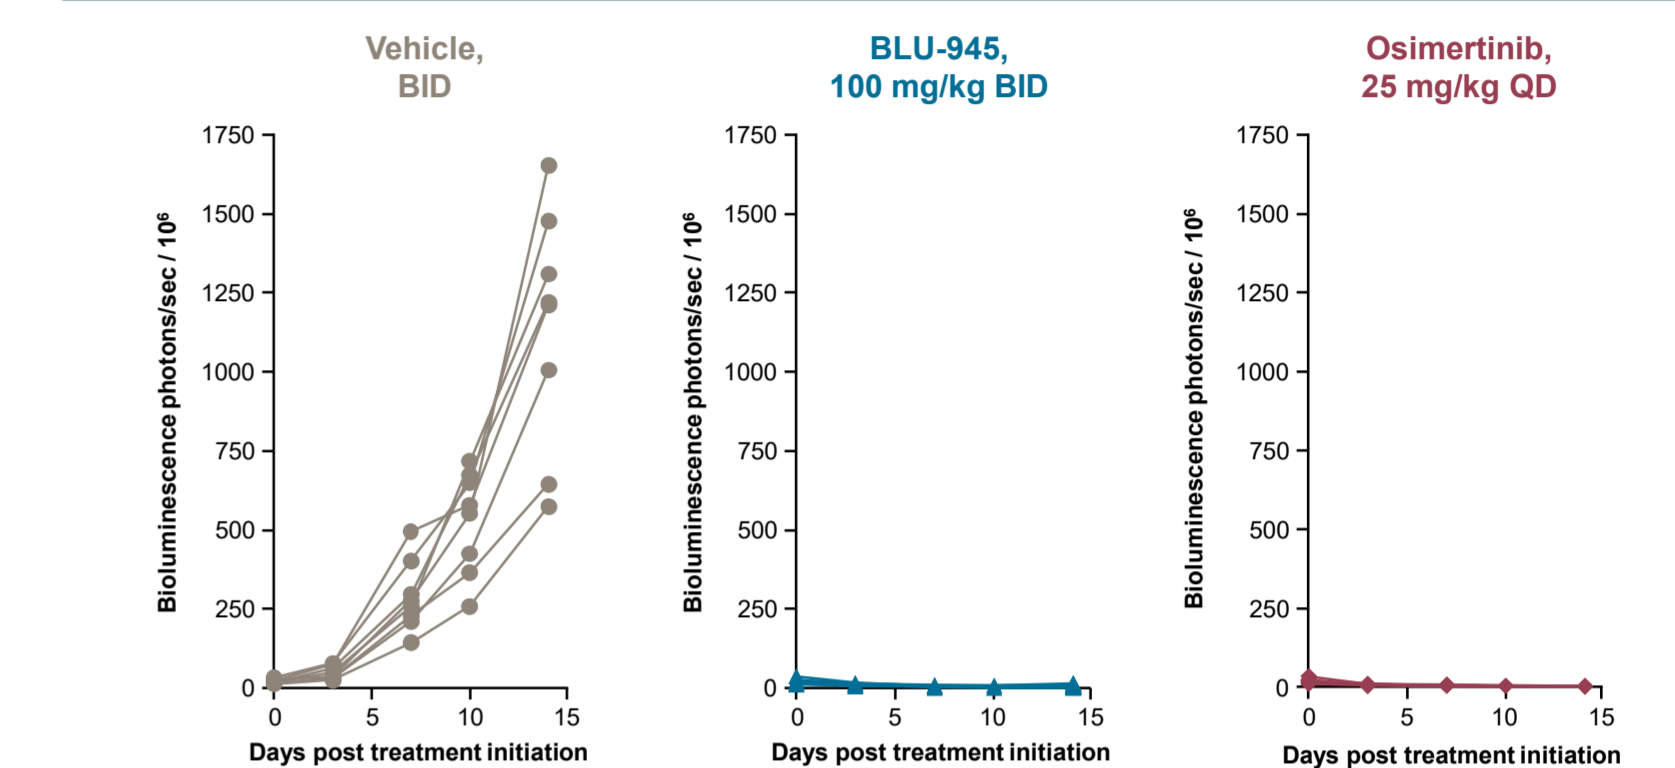 Vehicle,
BID
1750
1500
1250
1000
750
500
250
0
0 5 10 15
Bioluminescence photons/sec / 10⁶
Days post treatment initiation
BLU-945,
100 mg/kg BID
1750
1500
1250
1000
750
500
250
0
0 5 10 15
Bioluminescence photons/sec / 10⁶
Days post treatment initiation
Osimertinib,
25 mg/kg QD
1750
1500
1250
1000
750
500
250
0
0 5 10 15
Bioluminescence photons/sec / 10⁶
Days post treatment initiation